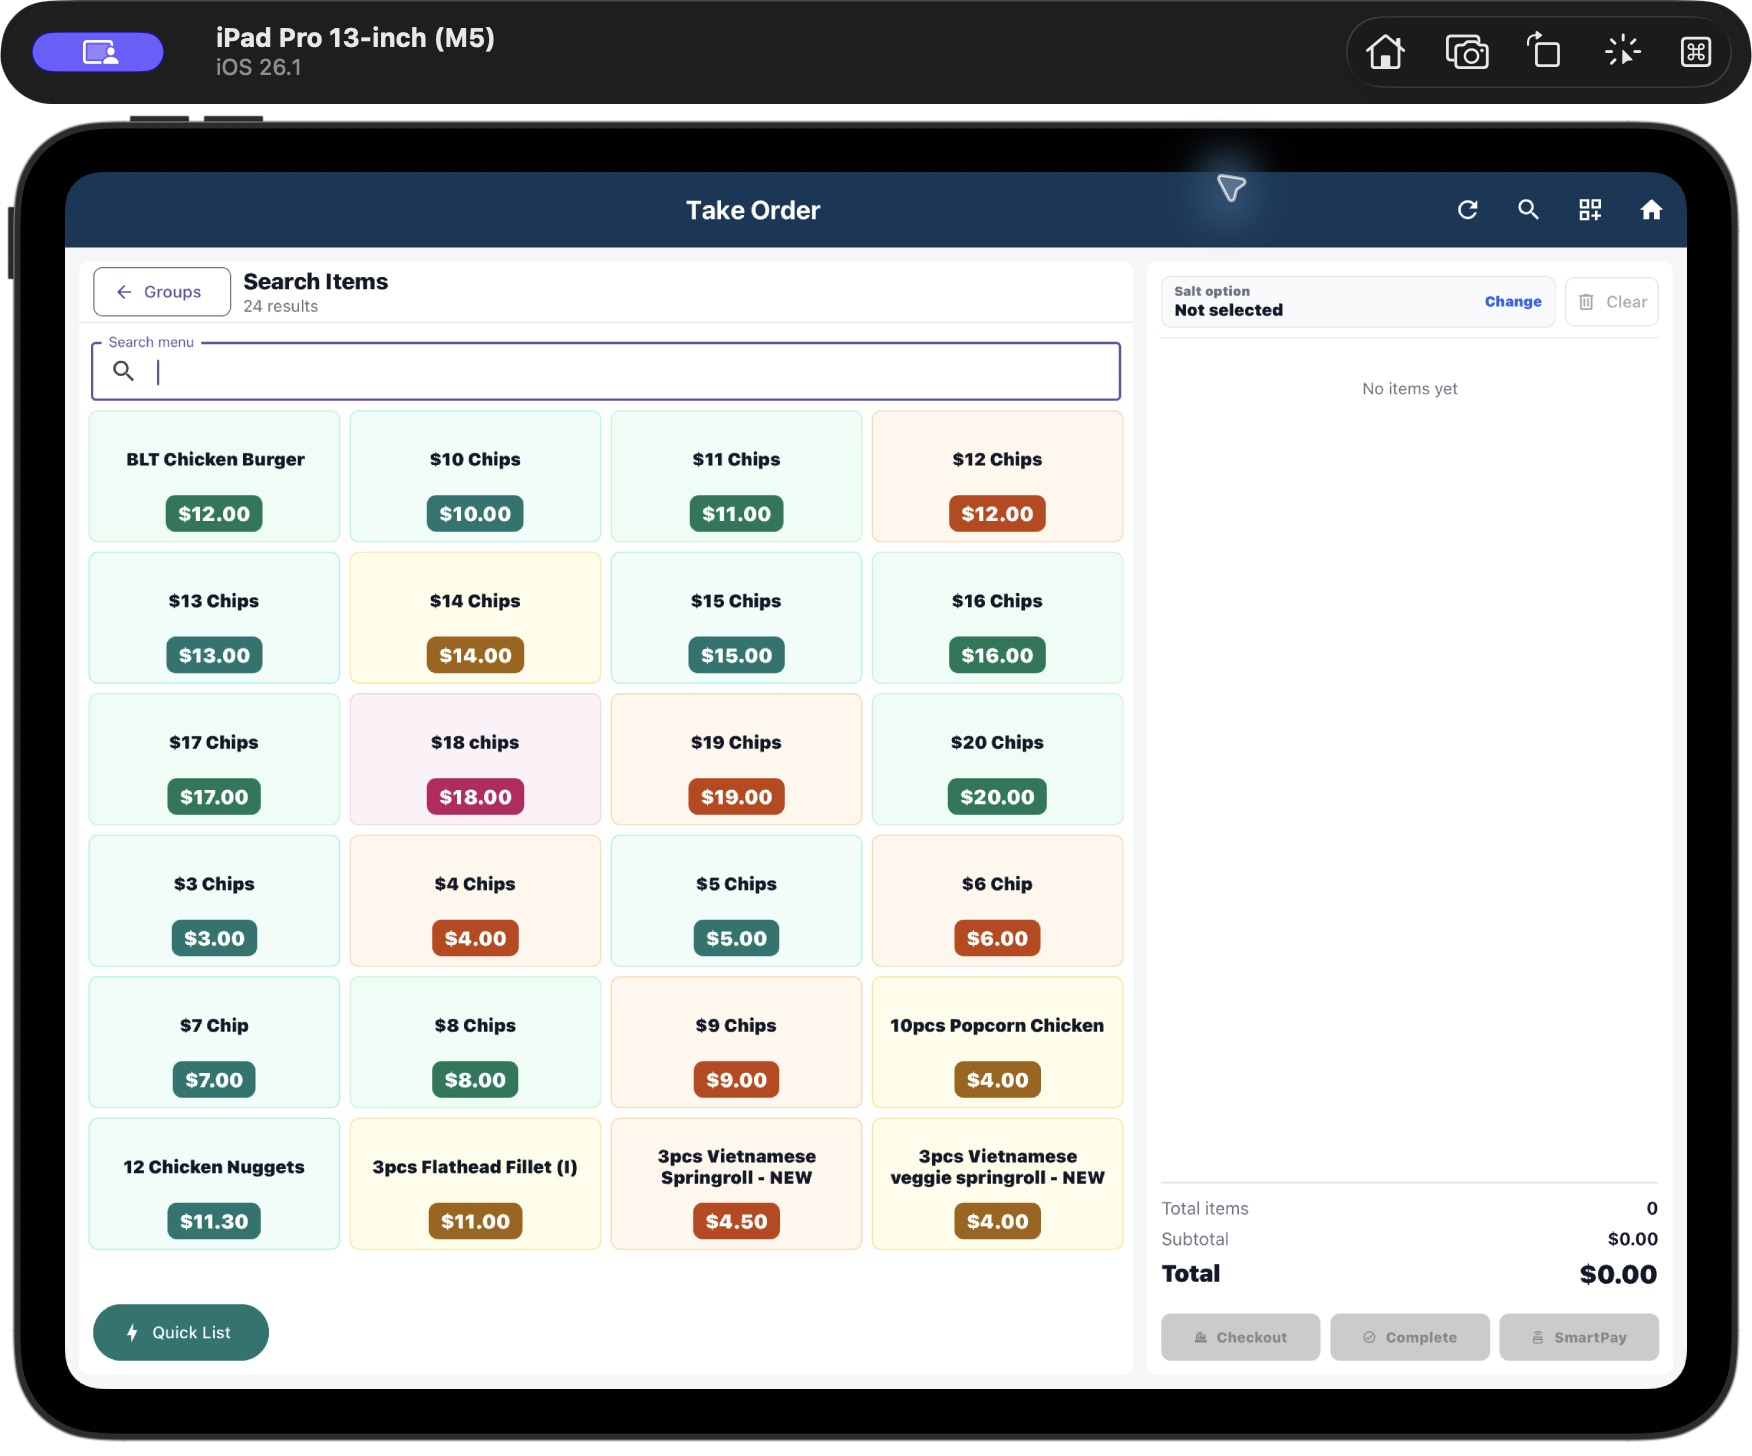 iPad Pro 13-inch (M5)
iOS 26.1
Take Order
Groups
Search Items
24 results
Search menu
BLT Chicken Burger
$12.00
$10 Chips
$10.00
$11 Chips
$11.00
$12 Chips
$12.00
$13 Chips
$13.00
$14 Chips
$14.00
$15 Chips
$15.00
$16 Chips
$16.00
$17 Chips
$17.00
$18 chips
$18.00
$19 Chips
$19.00
$20 Chips
$20.00
$3 Chips
$3.00
$4 Chips
$4.00
$5 Chips
$5.00
$6 Chip
$6.00
$7 Chip
$7.00
$8 Chips
$8.00
$9 Chips
$9.00
10pcs Popcorn Chicken
$4.00
12 Chicken Nuggets
$11.30
3pcs Flathead Fillet (I)
$11.00
3pcs Vietnamese
Springroll - NEW
$4.50
3pcs Vietnamese
veggie springroll - NEW
$4.00
Quick List
Salt option
Not selected
Change
Clear
No items yet
Total items 0
Subtotal $0.00
Total $0.00
Checkout
Complete
SmartPay